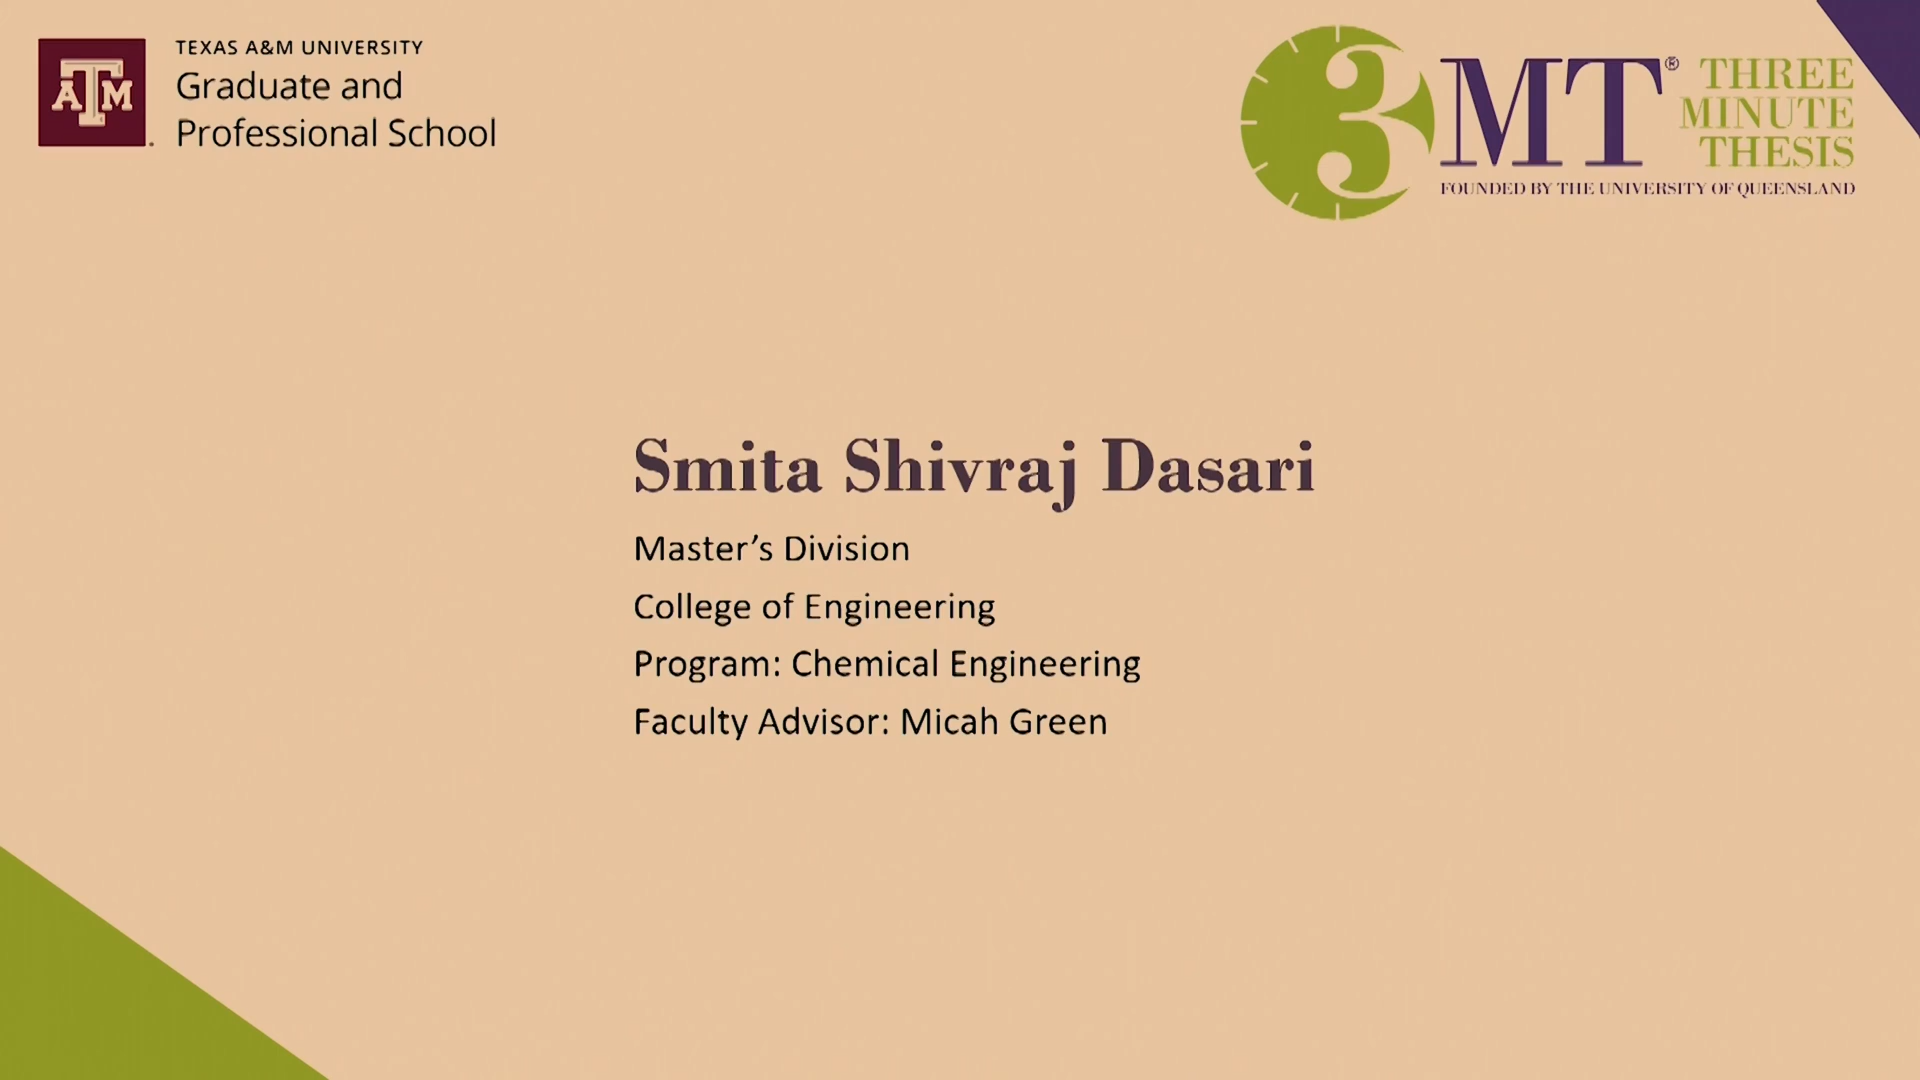 TEXAS A&M UNIVERSITY
Graduate and
Professional School
ATM
3MT® THREE
MINUTE
THESIS
FOUNDED BY THE UNIVERSITY OF QUEENSLAND
Smita Shivraj Dasari
Master’s Division
College of Engineering
Program: Chemical Engineering
Faculty Advisor: Micah Green